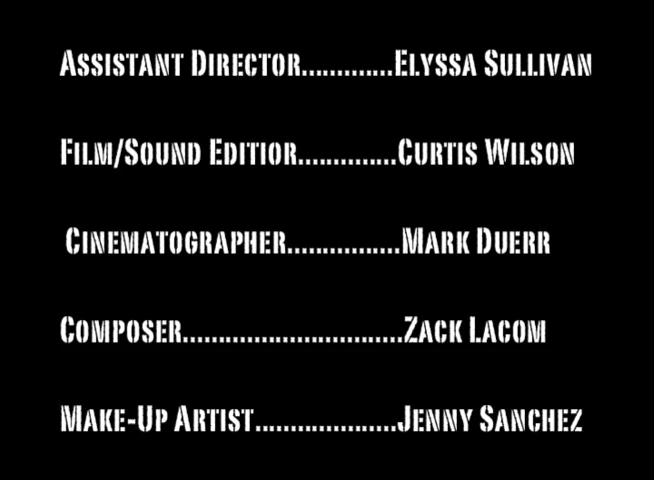 Assistant Director.............Elyssa Sullivan
Film/Sound Editior..............Curtis Wilson
Cinematographer................Mark Duerr
Composer...............................Zack Lacom
Make-Up Artist....................Jenny Sanchez